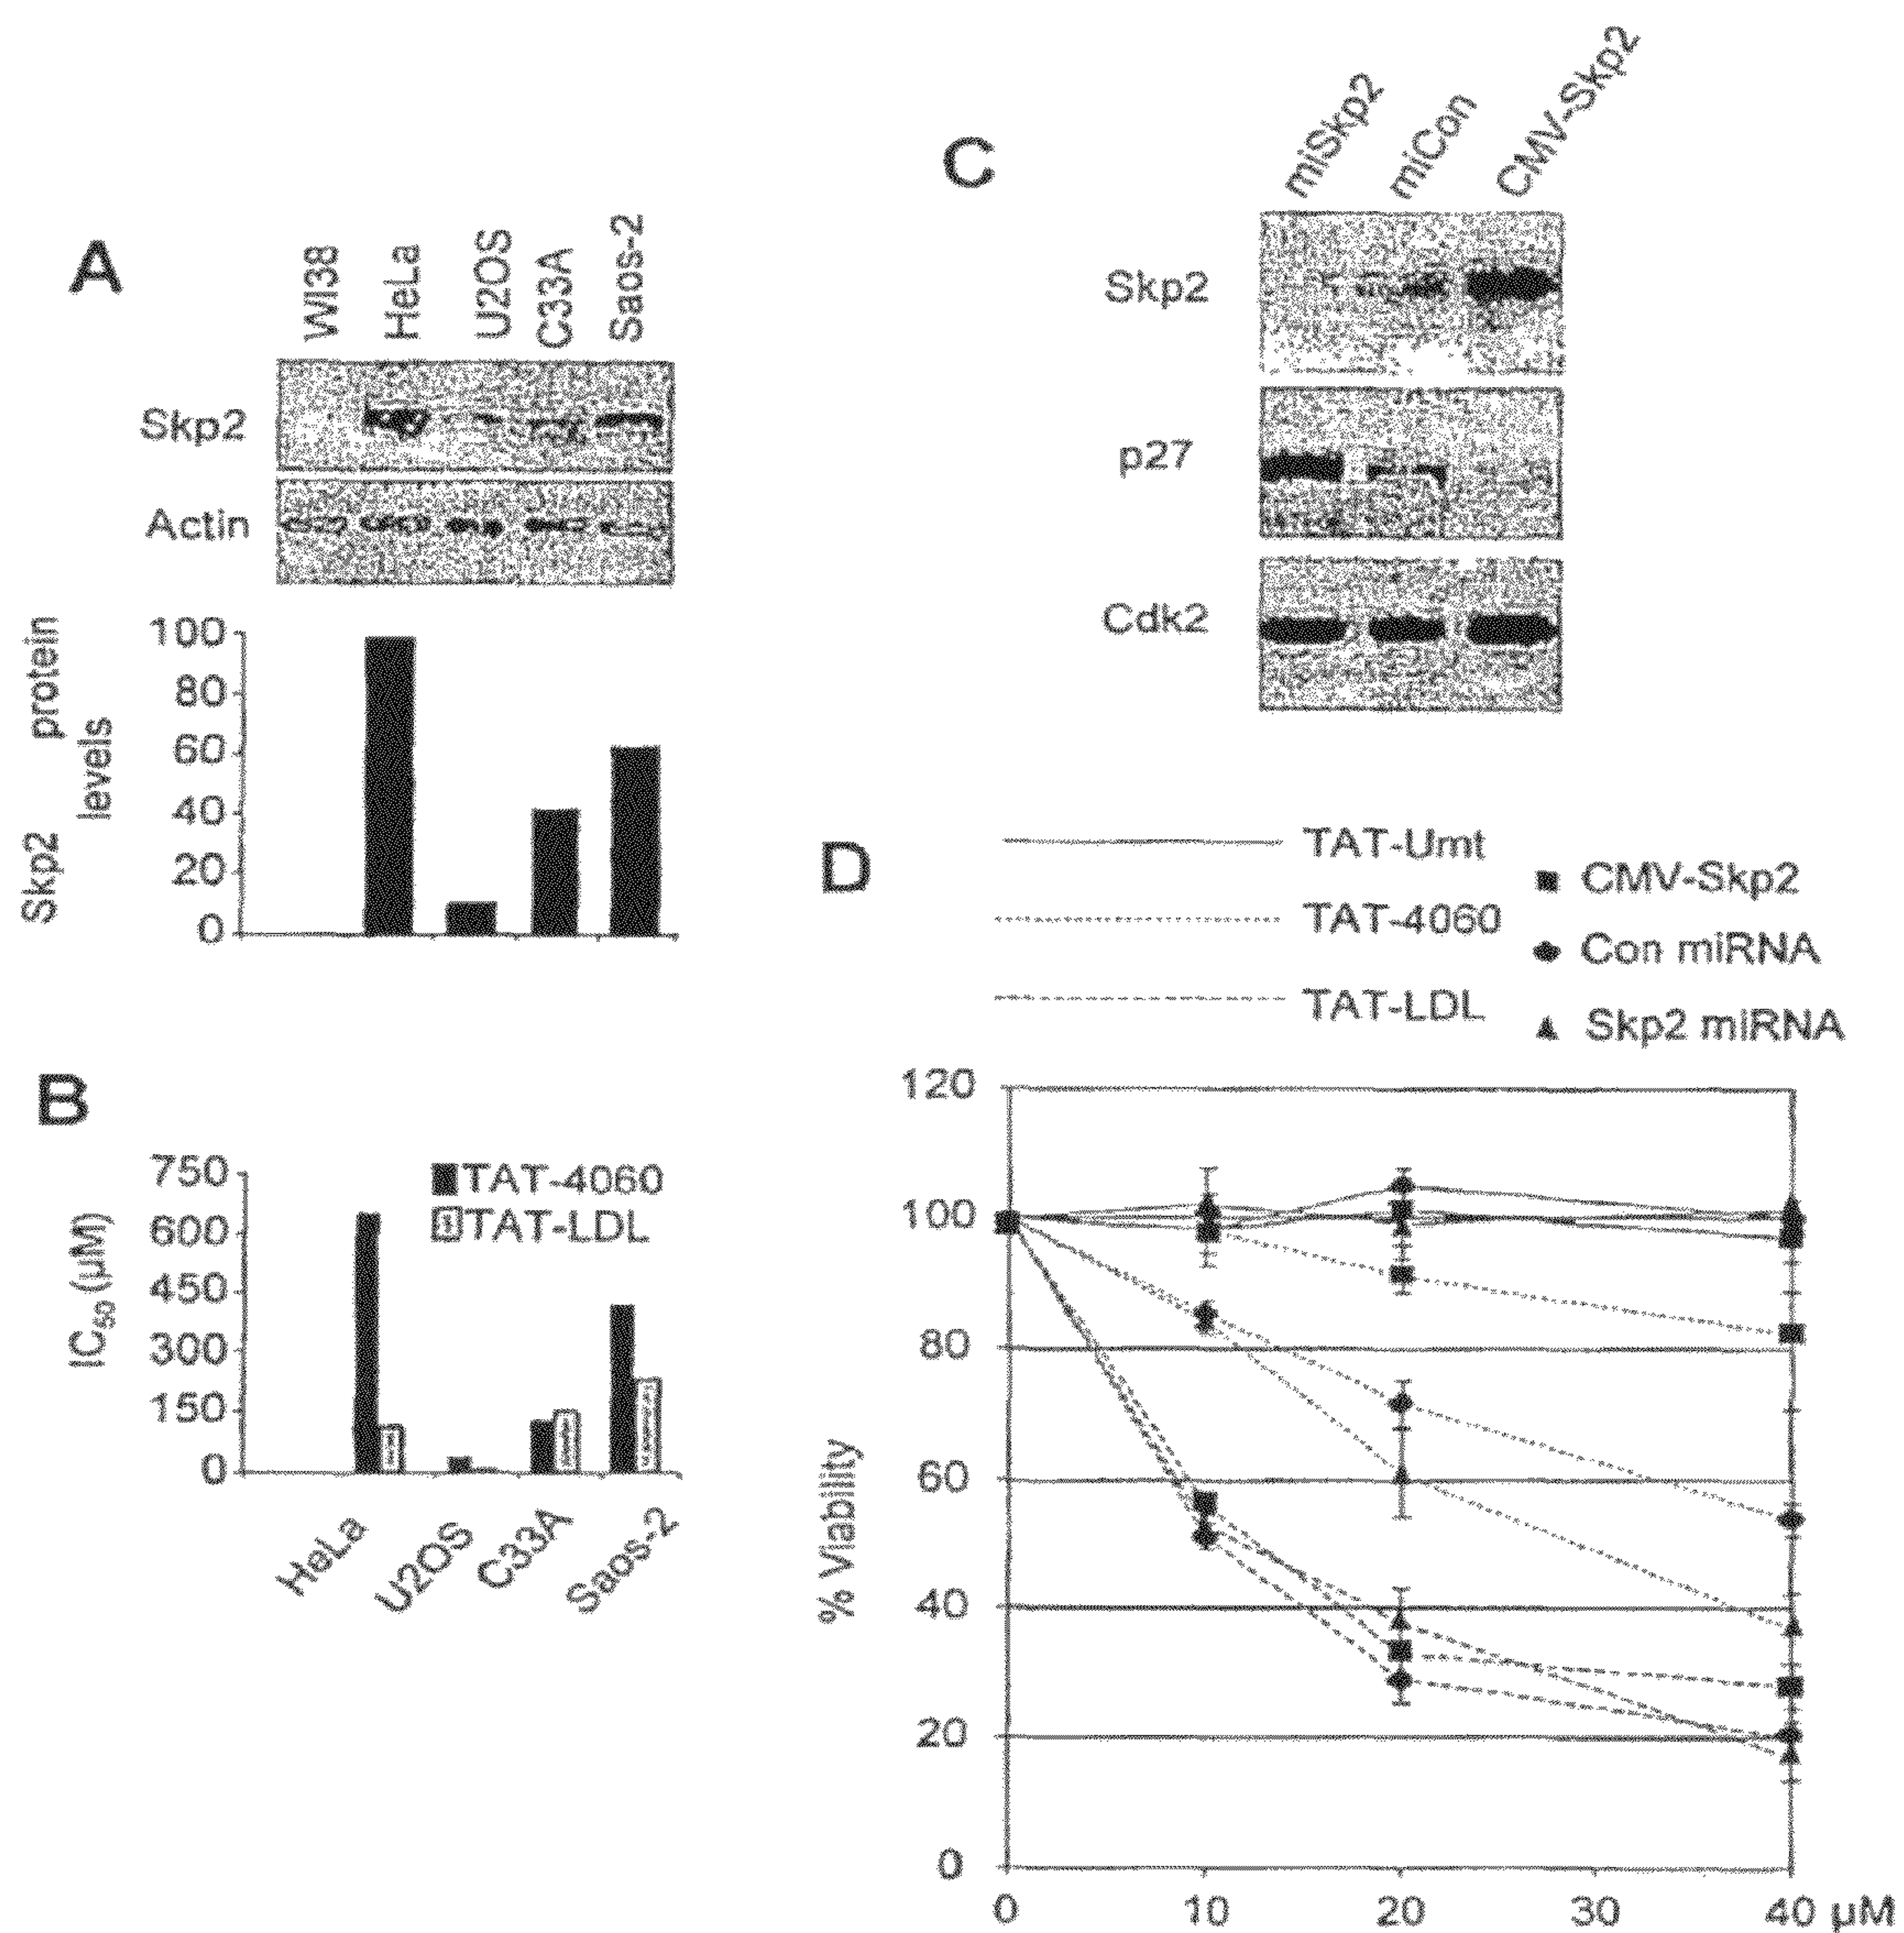 A
WI38
HeLa
U2OS
C33A
Saos-2
Skp2
Actin
Skp2 protein
levels
100
80
60
40
20
0
B
750
600
450
300
150
0
IC50 (µM)
TAT-4060
TAT-LDL
HeLa
U2OS
C33A
Saos-2
C
miSkp2
miCon
CMV-Skp2
Skp2
p27
Cdk2
D
TAT-Umt
TAT-4060
TAT-LDL
CMV-Skp2
Con miRNA
Skp2 miRNA
120
100
80
60
40
20
0
% Viability
0 10 20 30 40 µM